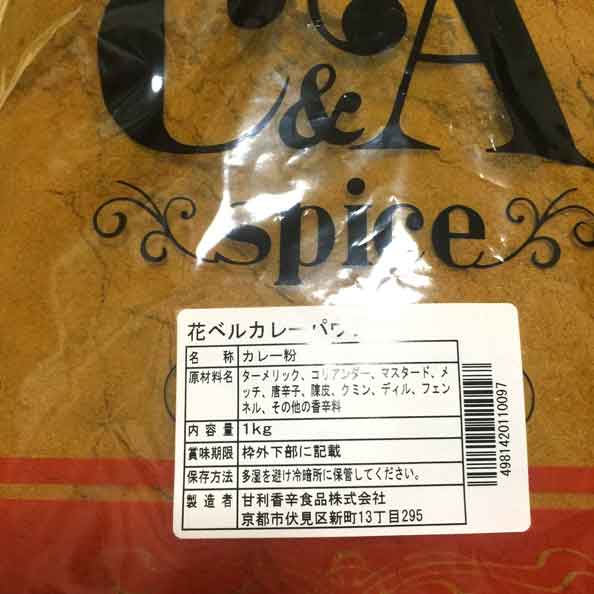 C&A
spice
花ベルカレーパウ
名 称 カレー粉
原材料名 ターメリック、コリアンダー、マスタード、メ
ッチ、唐辛子、陳皮、クミン、ディル、フェン
ネル、その他の香辛料
内容量 1kg
賞味期限 枠外下部に記載
保存方法 多湿を避け冷暗所に保管してください。
製造者 甘利香辛食品株式会社
京都市伏見区新町13丁目295
4981420110097